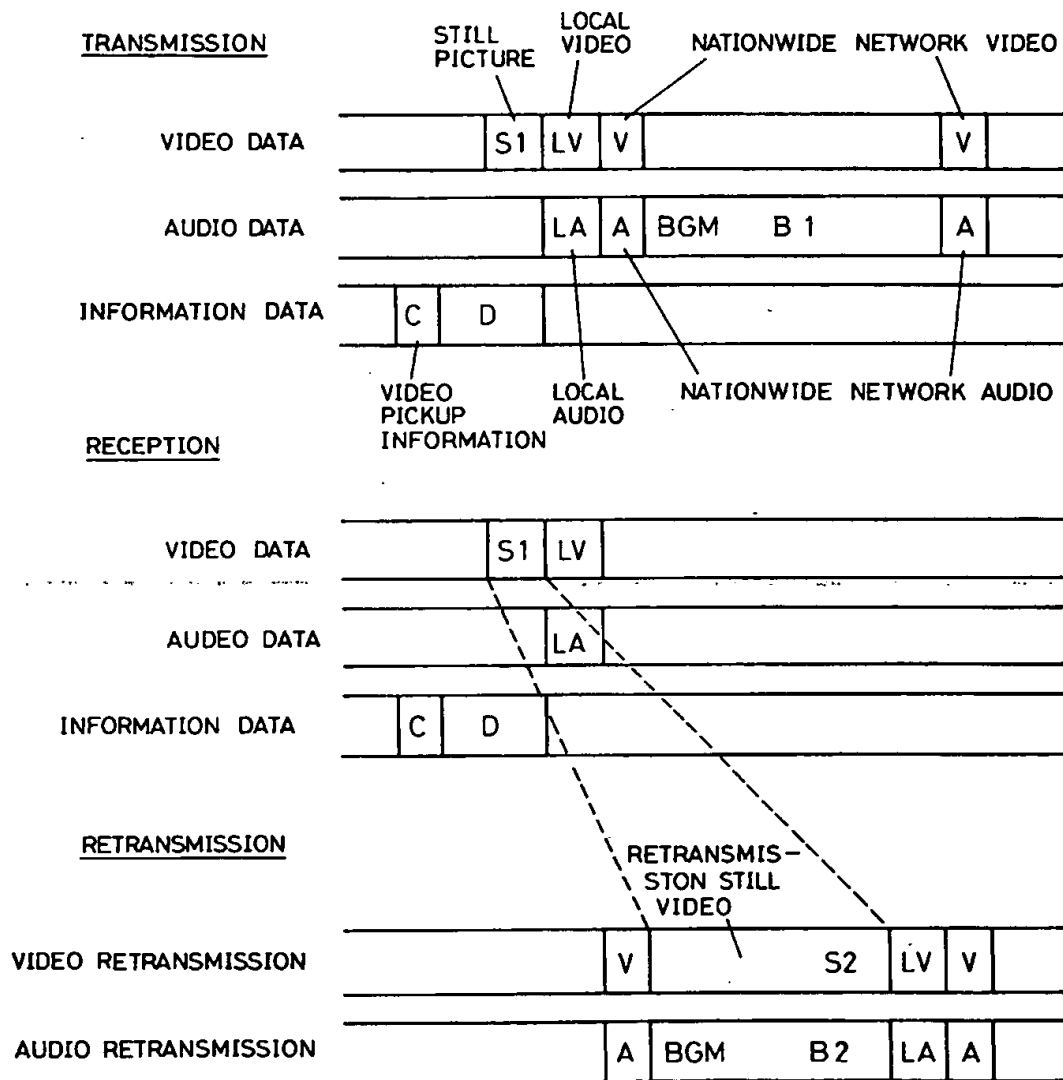 TRANSMISSION
STILL PICTURE
LOCAL VIDEO
NATIONWIDE NETWORK VIDEO
VIDEO DATA
S1 LV V V
AUDIO DATA
LA A BGM B1 A
INFORMATION DATA
C D
VIDEO PICKUP INFORMATION
LOCAL AUDIO
NATIONWIDE NETWORK AUDIO
RECEPTION
VIDEO DATA
S1 LV
AUDEO DATA
LA
INFORMATION DATA
C D
RETRANSMISSION
RETRANSMIS-
STON STILL
VIDEO
VIDEO RETRANSMISSION
V S2 LV V
AUDIO RETRANSMISSION
A BGM B2 LA A